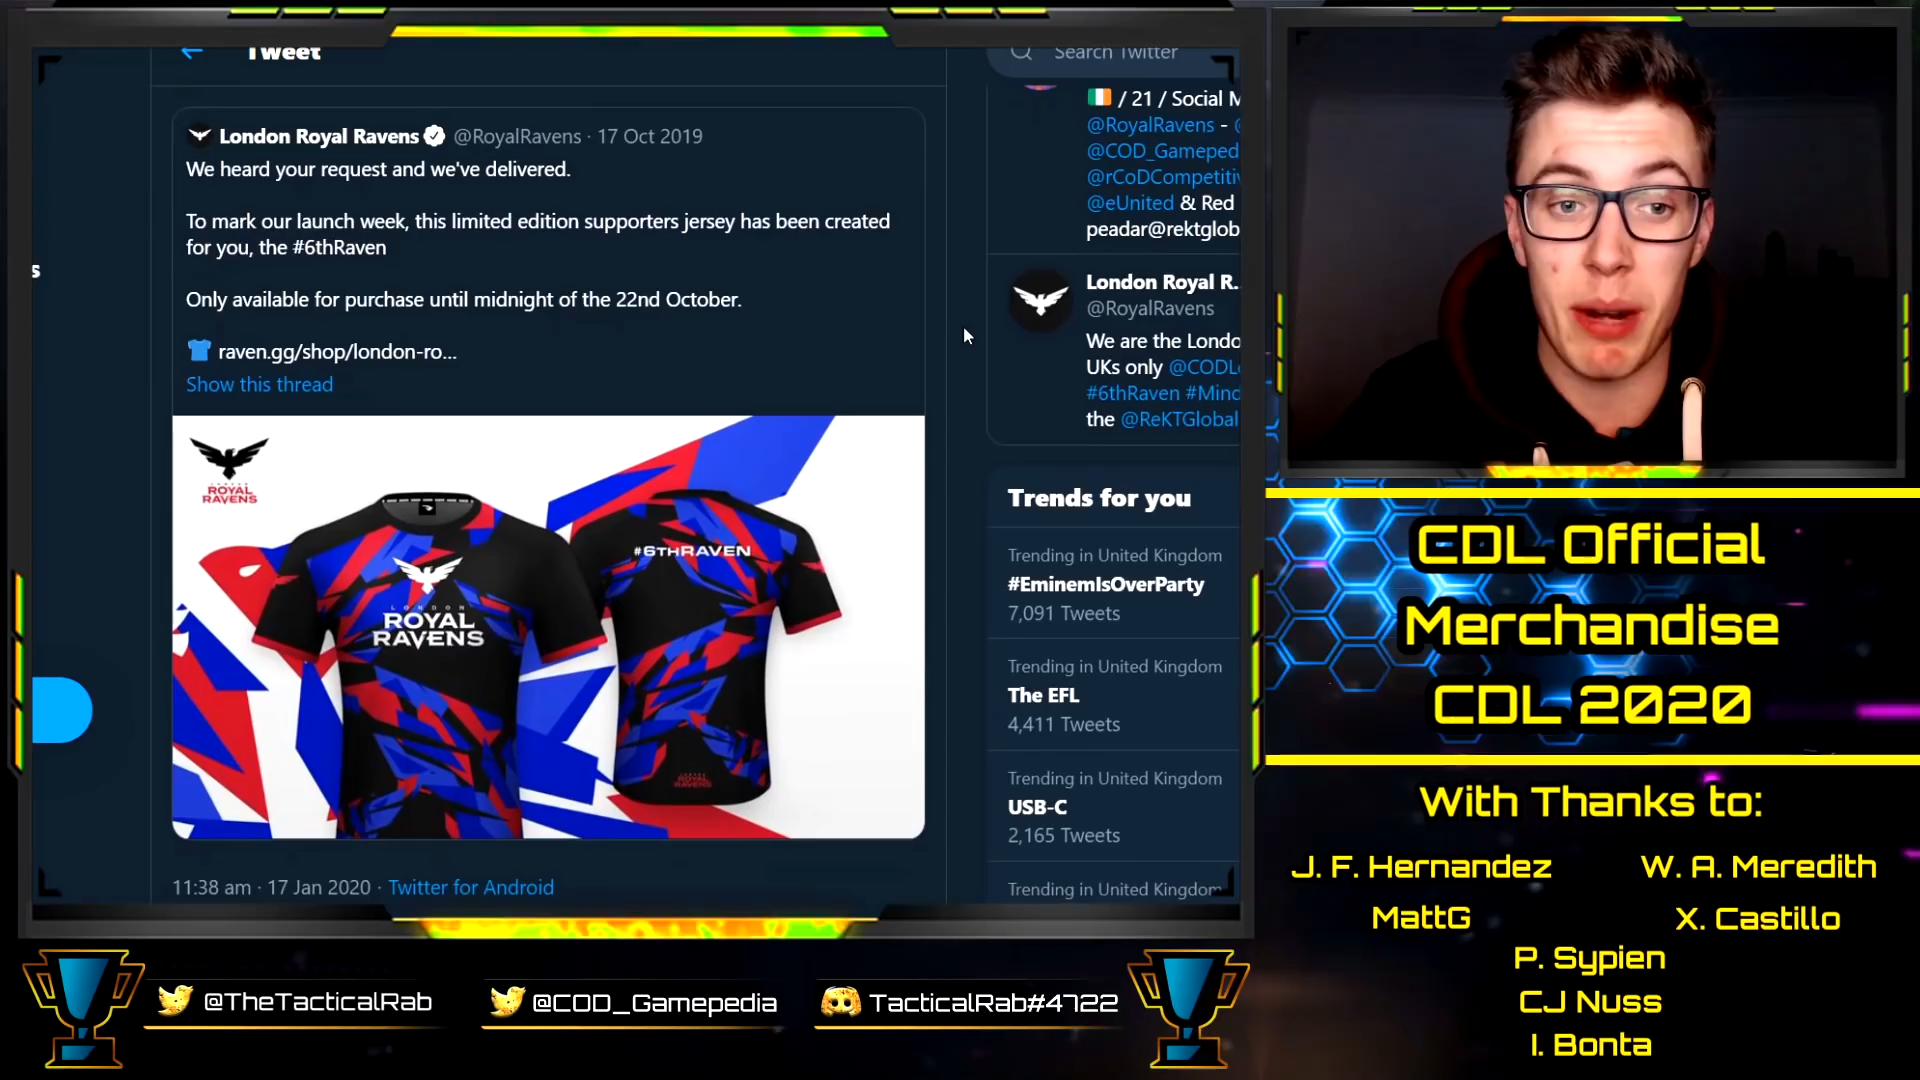 Tweet
London Royal Ravens @RoyalRavens · 17 Oct 2019
We heard your request and we've delivered.
To mark our launch week, this limited edition supporters jersey has been created
for you, the #6thRaven
Only available for purchase until midnight of the 22nd October.
raven.gg/shop/london-ro...
Show this thread
ROYAL
RAVENS
LONDON
ROYAL
RAVENS
#6THRAVEN
ROYAL
RAVENS
11:38 am · 17 Jan 2020 · Twitter for Android
s
Search Twitter
/ 21 / Social M
@RoyalRavens - @
@COD_Gameped
@rCoDCompetiti
@eUnited & Red
peadar@rektglob
London Royal R...
@RoyalRavens
We are the Londo
UKs only @CODL
#6thRaven #Mind
the @ReKTGlobal
Trends for you
Trending in United Kingdom
#EminemIsOverParty
7,091 Tweets
Trending in United Kingdom
The EFL
4,411 Tweets
Trending in United Kingdom
USB-C
2,165 Tweets
Trending in United Kingdom
CDL Official
Merchandise
CDL 2020
With Thanks to:
J. F. Hernandez W. A. Meredith
MattG X. Castillo
P. Sypien
CJ Nuss
I. Bonta
@TheTacticalRab @COD_Gamepedia TacticalRab#4722